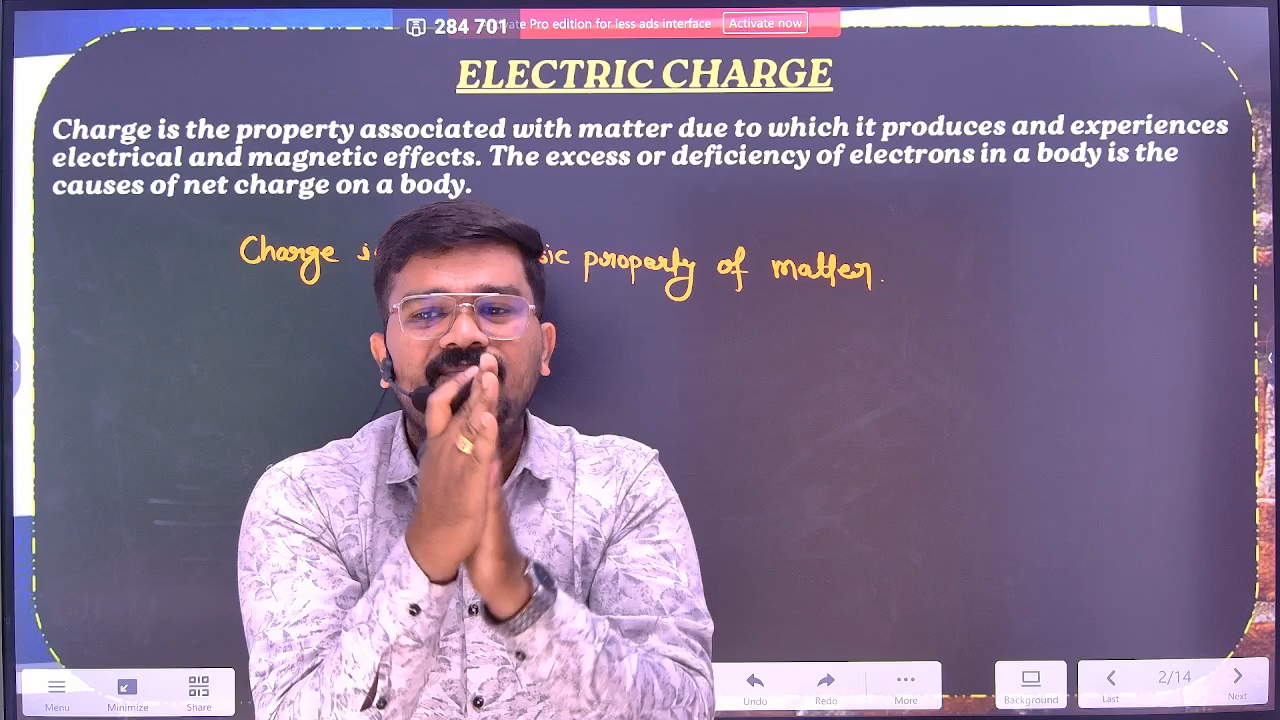 284 701
ate Pro edition for less ads interface Activate now
ELECTRIC CHARGE
Charge is the property associated with matter due to which it produces and experiences
electrical and magnetic effects. The excess or deficiency of electrons in a body is the
causes of net charge on a body.
Charge property of matter.
Menu Minimize Undo Redo More Background Last 2/14 Next